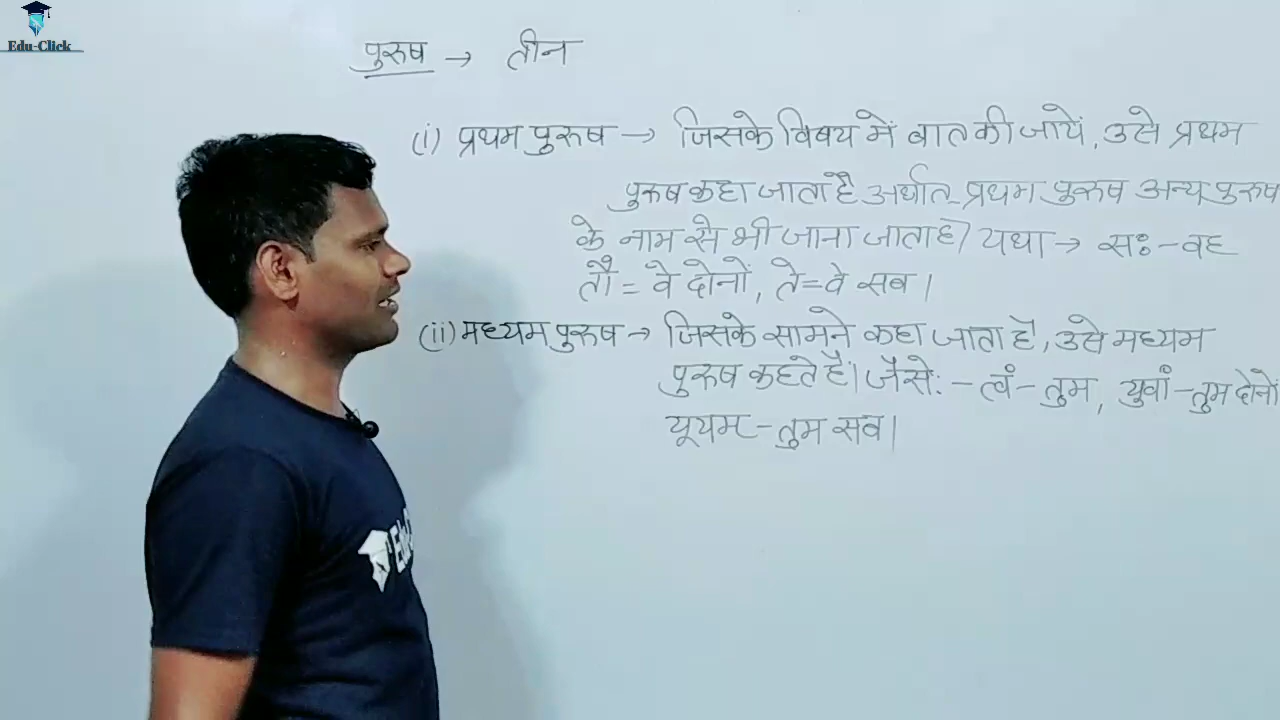 Edu-Click
पुरुष → तीन
(i) प्रथम पुरुष → जिसके विषय में बात की जाये, उसे प्रथम
पुरुष कहा जाता है अर्थात् प्रथम पुरुष अन्य पुरुष
के नाम से भी जाना जाता है। यथा → सः - वह
तौ = वे दोनों, ते = वे सब।
(ii) मध्यम पुरुष → जिसके सामने कहा जाता है, उसे मध्यम
पुरुष कहते हैं। जैसे: - त्वं - तुम, युवां - तुम दोनों
यूयम् - तुम सब।